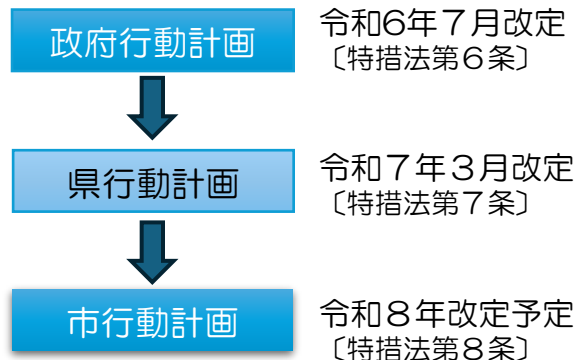 政府行動計画
令和6年７月改定
〔特措法第６条〕
県行動計画
令和７年３月改定
〔特措法第７条〕
市行動計画
令和８年改定予定
〔特措法第８条〕